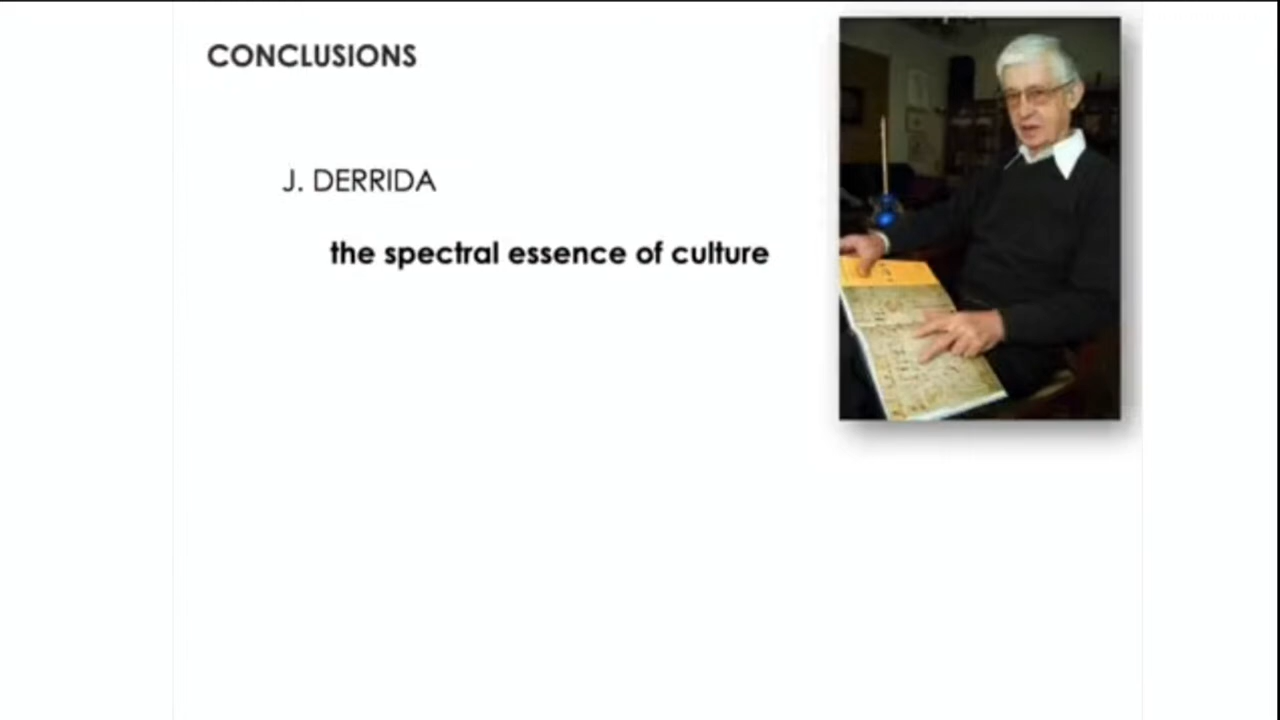 CONCLUSIONS
J. DERRIDA
the spectral essence of culture